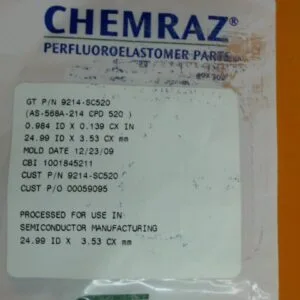 CHEMRAZ®
PERFLUOROELASTOMER PARTS
GT P/N 9214-SC520
(AS-568A-214 CPD 520 )
0.984 ID X 0.139 CX IN
24.99 ID X 3.53 CX mm
MOLD DATE 12/23/09
CBI 1001845211
CUST P/N 9214-SC520
CUST P/O 00059095
PROCESSED FOR USE IN
SEMICONDUCTOR MANUFACTURING
24.99 ID X 3.53 CX mm